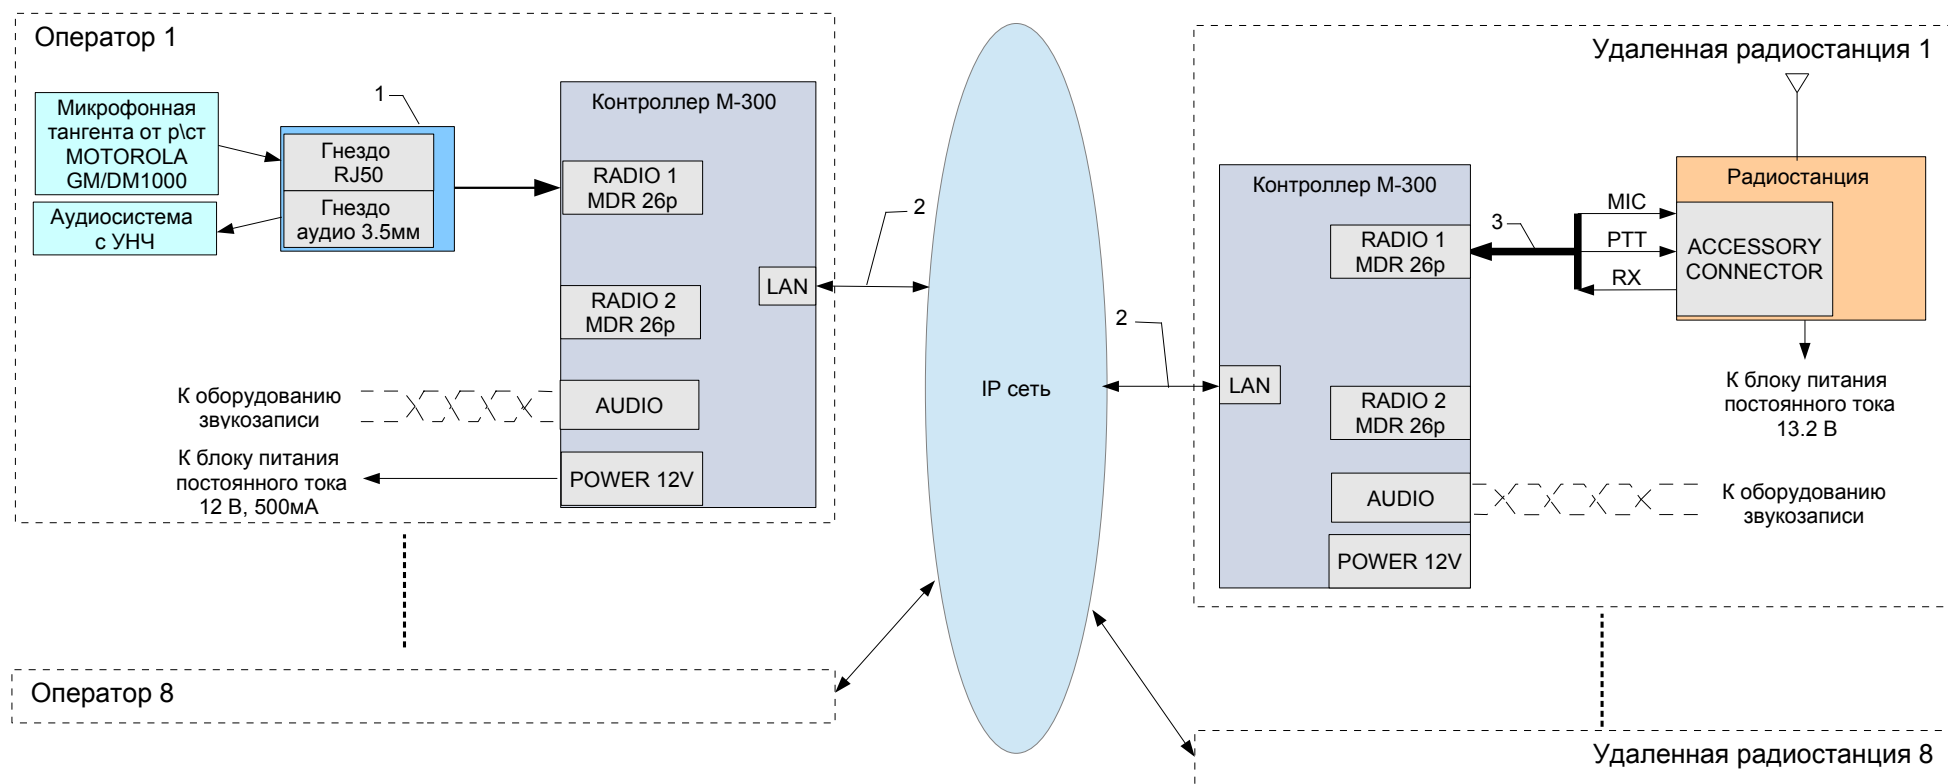 Оператор 1
Микрофонная
тангента от р\ст
MOTOROLA
GM/DM1000
Аудиосистема
с УНЧ
1
Гнездо
RJ50
Гнездо
аудио 3.5мм
Контроллер М-300
RADIO 1
MDR 26p
RADIO 2
MDR 26p
LAN
2
К оборудованию
звукозаписи
AUDIO
К блоку питания
постоянного тока
12 В, 500мА
POWER 12V
Оператор 8
IP сеть
2
Удаленная радиостанция 1
Контроллер М-300
RADIO 1
MDR 26p
3
MIC
PTT
RX
Радиостанция
ACCESSORY
CONNECTOR
LAN
RADIO 2
MDR 26p
К блоку питания
постоянного тока
13.2 В
AUDIO
К оборудованию
звукозаписи
POWER 12V
Удаленная радиостанция 8